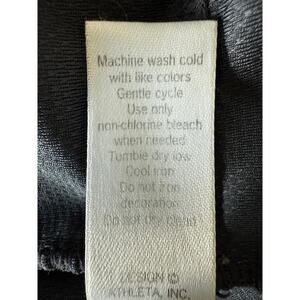 Machine wash cold
with like colors
Gentle cycle
Use only
non-chlorine bleach
when needed
Tumble dry low
Cool iron
Do not iron
decoration
Do not dry clean
DESIGN ©
ATHLETA, INC.